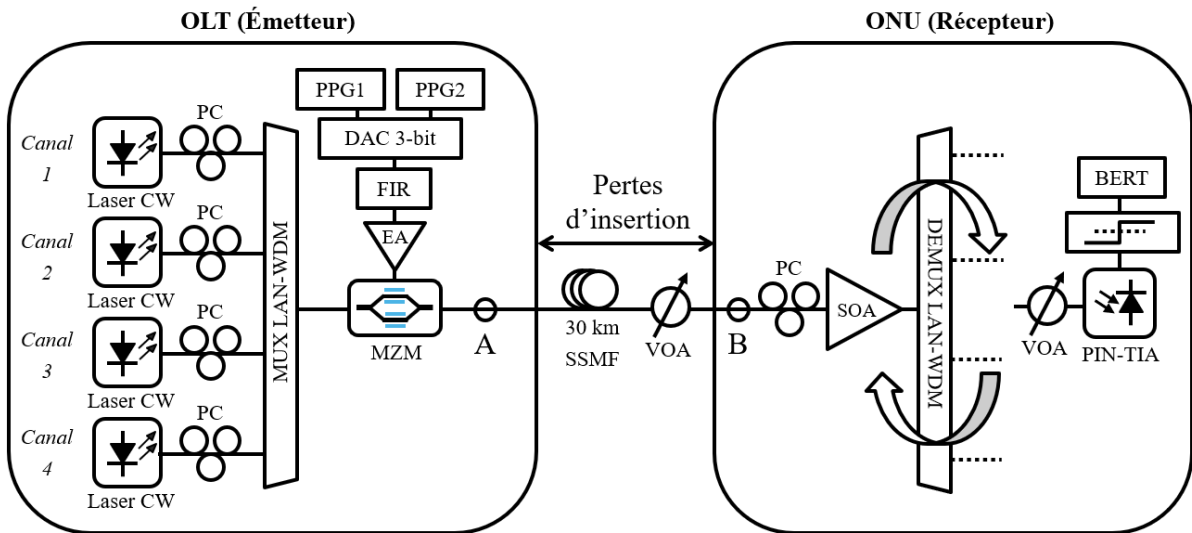 OLT (Émetteur)
ONU (Récepteur)
PPG1
PPG2
DAC 3-bit
FIR
EA
MZM
Canal
1
PC
Laser CW
Canal
2
PC
Laser CW
Canal
3
PC
Laser CW
Canal
4
PC
Laser CW
MUX LAN-WDM
A
Pertes
d’insertion
30 km
SSMF
VOA
B
PC
SOA
DEMUX LAN-WDM
BERT
VOA
PIN-TIA